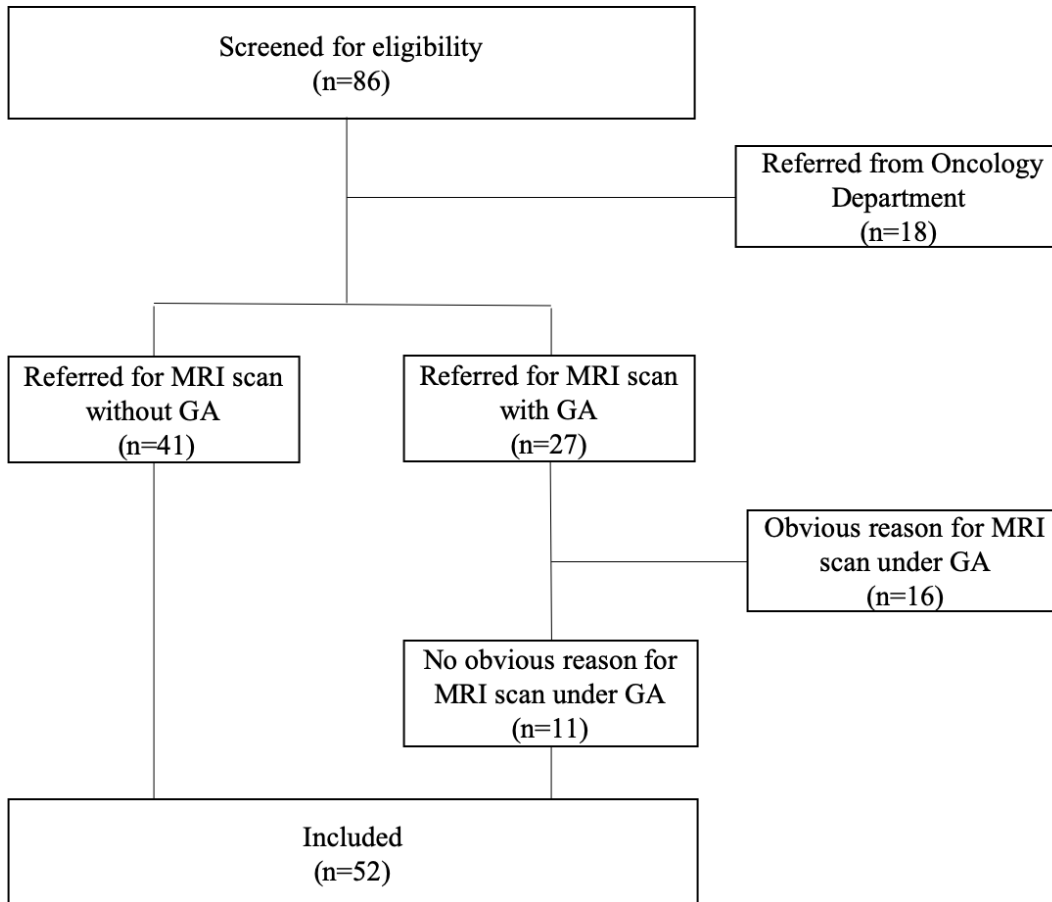 Screened for eligibility
(n=86)
Referred from Oncology
Department
(n=18)
Referred for MRI scan
without GA
(n=41)
Referred for MRI scan
with GA
(n=27)
Obvious reason for MRI
scan under GA
(n=16)
No obvious reason for
MRI scan under GA
(n=11)
Included
(n=52)